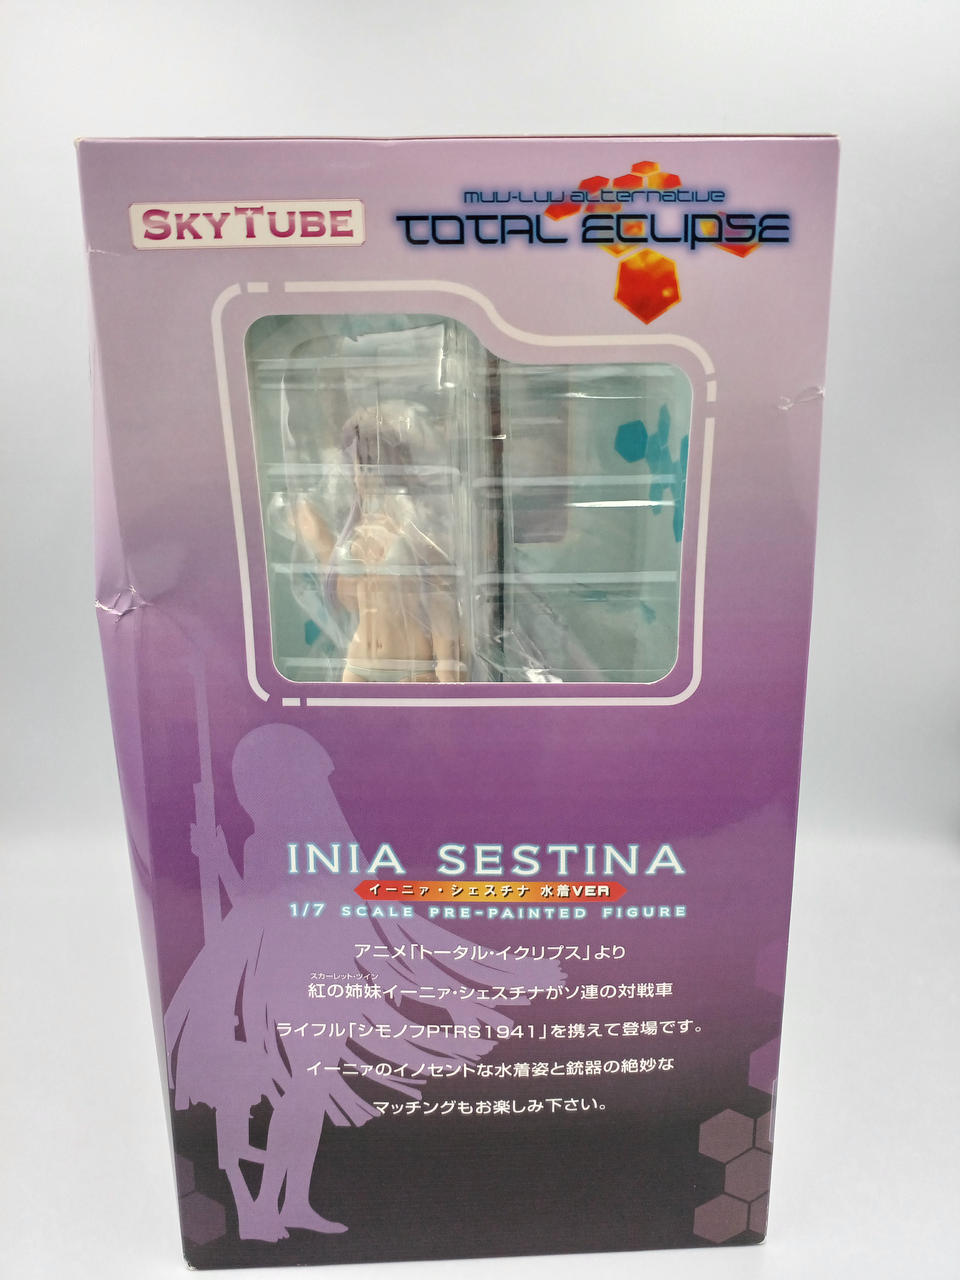 SKYTUBE
muv-luv alternative
TOTAL ECLIPSE
INIA SESTINA
イーニァ・シェスチナ 水着VER
1/7 SCALE PRE-PAINTED FIGURE
アニメ「トータル・イクリプス」より
スカーレット・ツイン
紅の姉妹イーニァ・シェスチナがソ連の対戦車
ライフル「シモノフPTRS1941」を携えて登場です。
イーニァのイノセントな水着姿と銃器の絶妙な
マッチングもお楽しみ下さい。